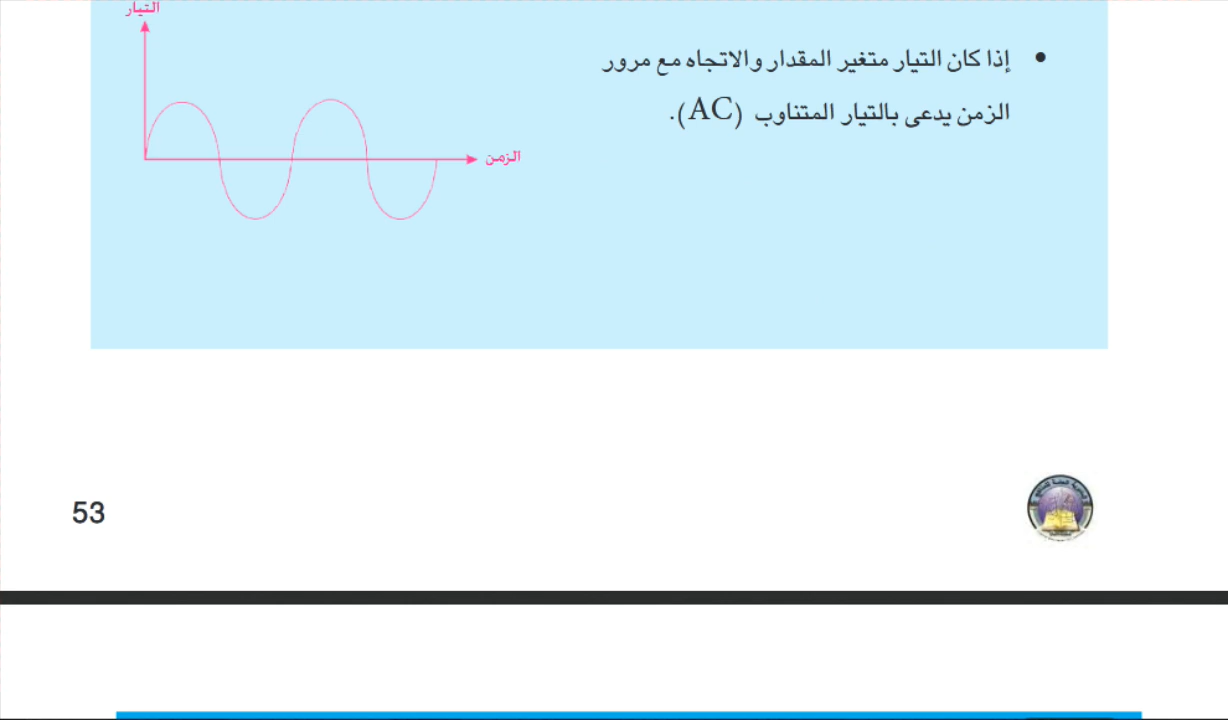 التيار
• إذا كان التيار متغير المقدار والاتجاه مع مرور
الزمن يدعى بالتيار المتناوب (AC).
الزمن
53